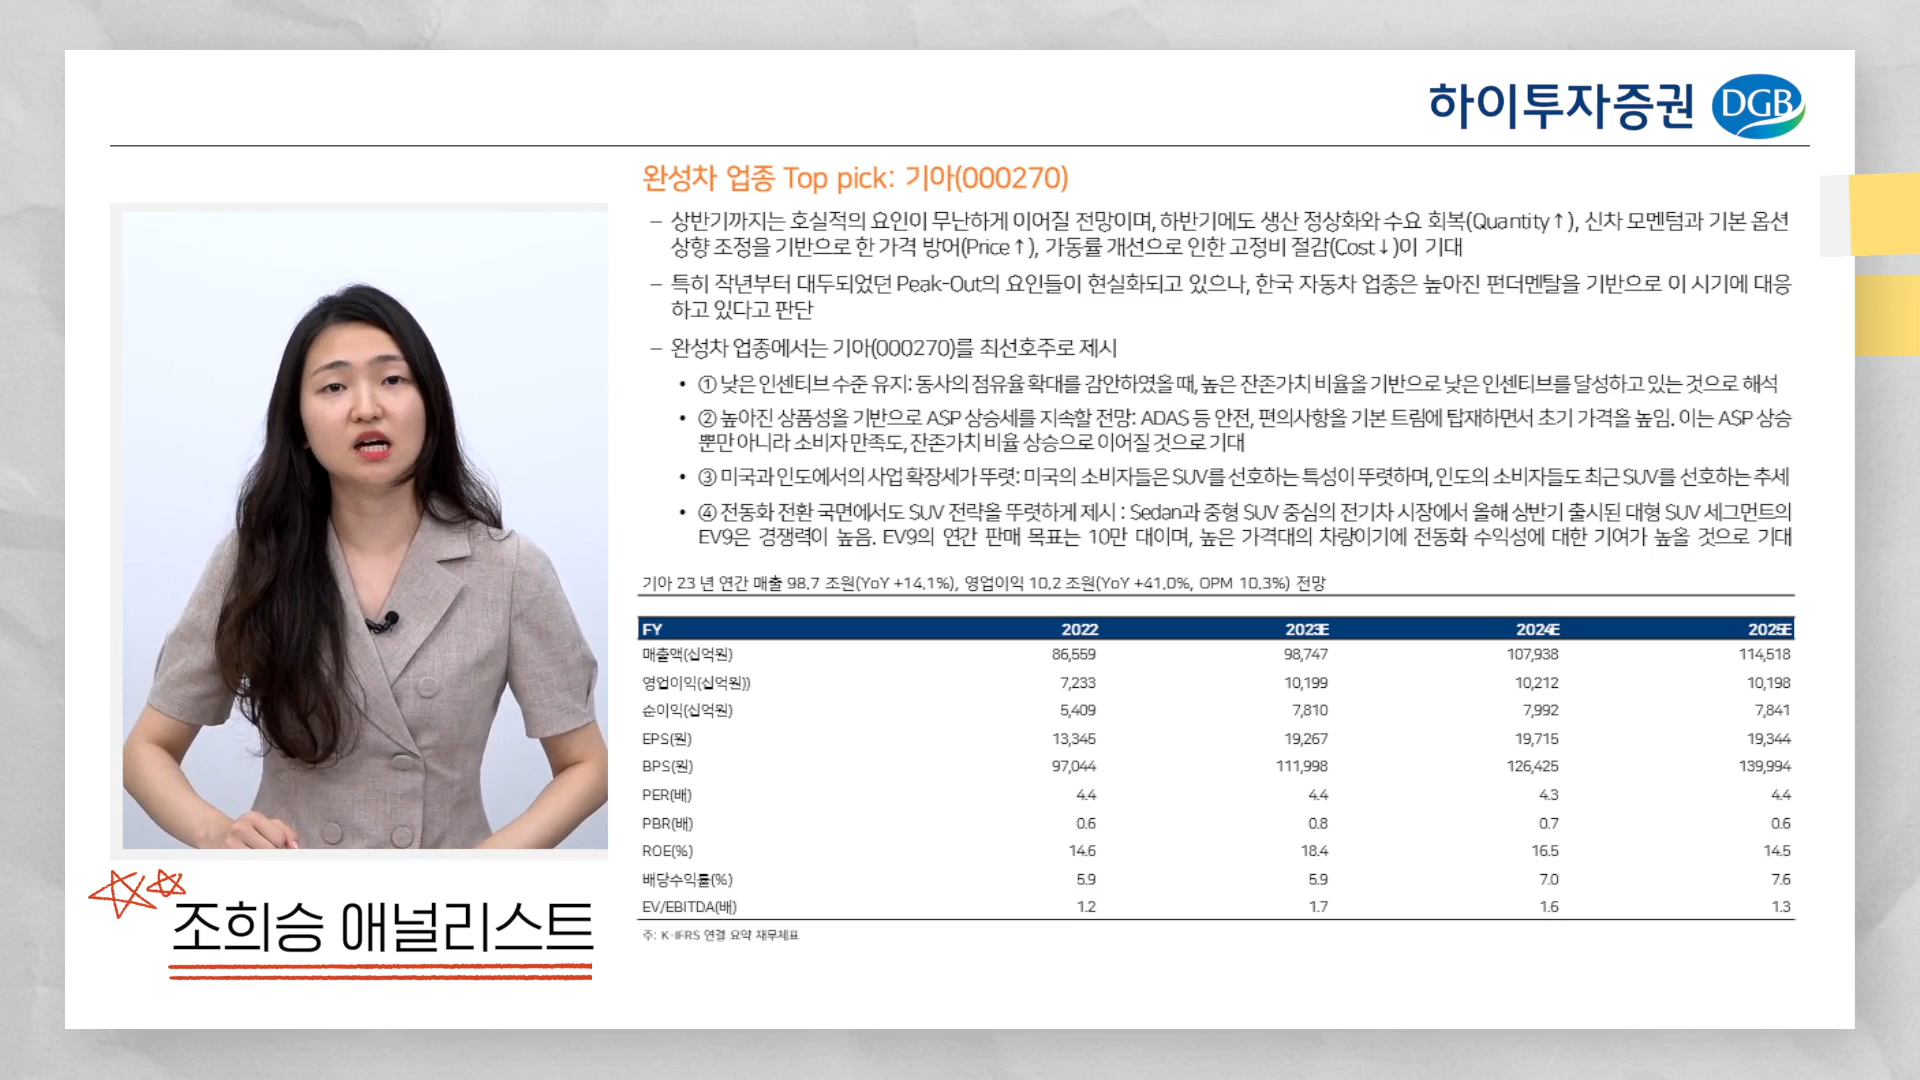 하이투자증권 DGB
완성차 업종 Top pick: 기아(000270)
– 상반기까지는 호실적의 요인이 무난하게 이어질 전망이며, 하반기에도 생산 정상화와 수요 회복(Quantity↑), 신차 모멘텀과 기본 옵션
상향 조정을 기반으로 한 가격 방어(Price↑), 가동률 개선으로 인한 고정비 절감(Cost↓)이 기대
– 특히 작년부터 대두되었던 Peak-Out의 요인들이 현실화되고 있으나, 한국 자동차 업종은 높아진 펀더멘탈을 기반으로 이 시기에 대응
하고 있다고 판단
– 완성차 업종에서는 기아(000270)를 최선호주로 제시
• ① 낮은 인센티브 수준 유지: 동사의 점유율 확대를 감안하였을 때, 높은 잔존가치 비율을 기반으로 낮은 인센티브를 달성하고 있는 것으로 해석
• ② 높아진 상품성을 기반으로 ASP 상승세를 지속할 전망: ADAS 등 안전, 편의사항을 기본 트림에 탑재하면서 초기 가격을 높임. 이는 ASP 상승
뿐만 아니라 소비자 만족도, 잔존가치 비율 상승으로 이어질 것으로 기대
• ③ 미국과 인도에서의 사업 확장세가 뚜렷: 미국의 소비자들은 SUV를 선호하는 특성이 뚜렷하며, 인도의 소비자들도 최근 SUV를 선호하는 추세
• ④ 전동화 전환 국면에서도 SUV 전략을 뚜렷하게 제시 : Sedan과 중형 SUV 중심의 전기차 시장에서 올해 상반기 출시된 대형 SUV 세그먼트의
EV9은 경쟁력이 높음. EV9의 연간 판매 목표는 10만 대이며, 높은 가격대의 차량이기에 전동화 수익성에 대한 기여가 높을 것으로 기대
기아 23 년 연간 매출 98.7 조원(YoY +14.1%), 영업이익 10.2 조원(YoY +41.0%, OPM 10.3%) 전망
FY 2022 2023E 2024E 2025E
매출액(십억원) 86,559 98,747 107,938 114,518
영업이익(십억원)) 7,233 10,199 10,212 10,198
순이익(십억원) 5,409 7,810 7,992 7,841
EPS(원) 13,345 19,267 19,715 19,344
BPS(원) 97,044 111,998 126,425 139,994
PER(배) 4.4 4.4 4.3 4.4
PBR(배) 0.6 0.8 0.7 0.6
ROE(%) 14.6 18.4 16.5 14.5
배당수익률(%) 5.9 5.9 7.0 7.6
EV/EBITDA(배) 1.2 1.7 1.6 1.3
주: K-IFRS 연결 요약 재무제표
조희승 애널리스트